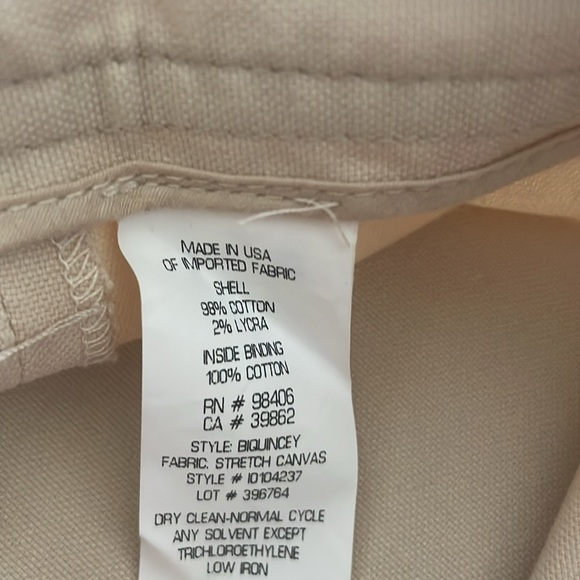 MADE IN USA
OF IMPORTED FABRIC
SHELL
98% COTTON
2% LYCRA
INSIDE BINDING
100% COTTON
RN # 98406
CA # 39862
STYLE: BIQUINCEY
FABRIC: STRETCH CANVAS
STYLE # I0104237
LOT # 396764
DRY CLEAN-NORMAL CYCLE
ANY SOLVENT EXCEPT
TRICHLOROETHYLENE
LOW IRON